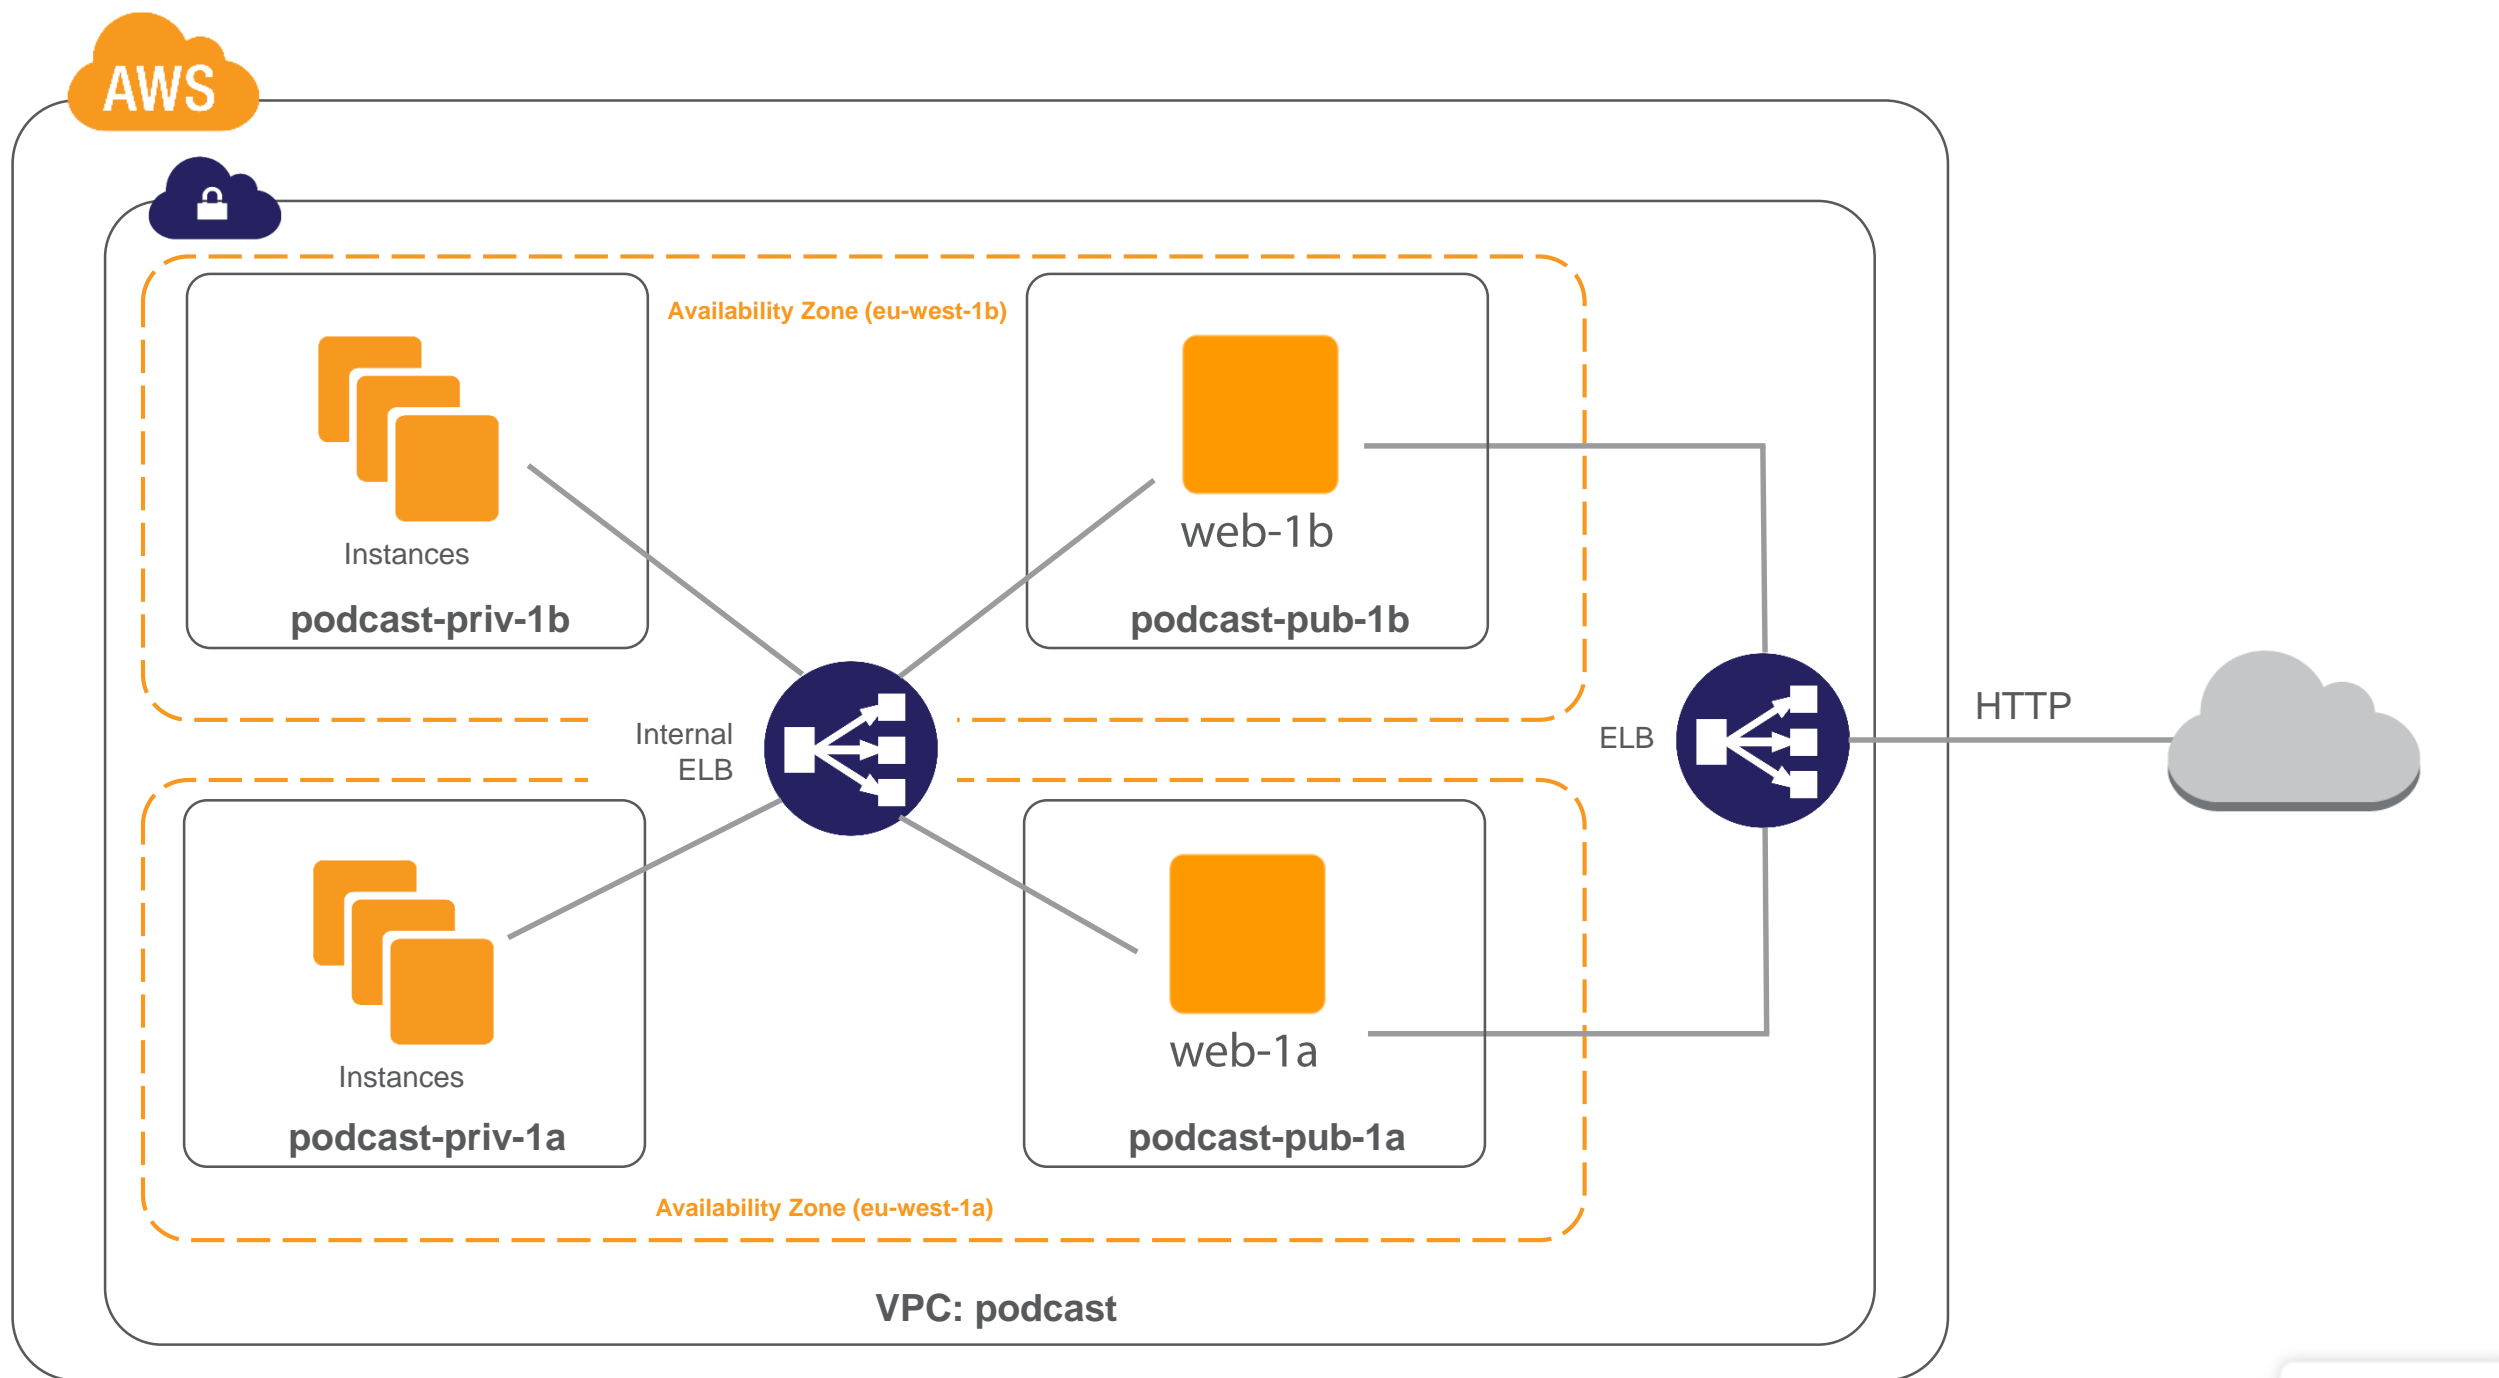 AWS
Availability Zone (eu-west-1b)
Instances
podcast-priv-1b
web-1b
podcast-pub-1b
Internal
ELB
ELB
HTTP
Instances
podcast-priv-1a
web-1a
podcast-pub-1a
Availability Zone (eu-west-1a)
VPC: podcast